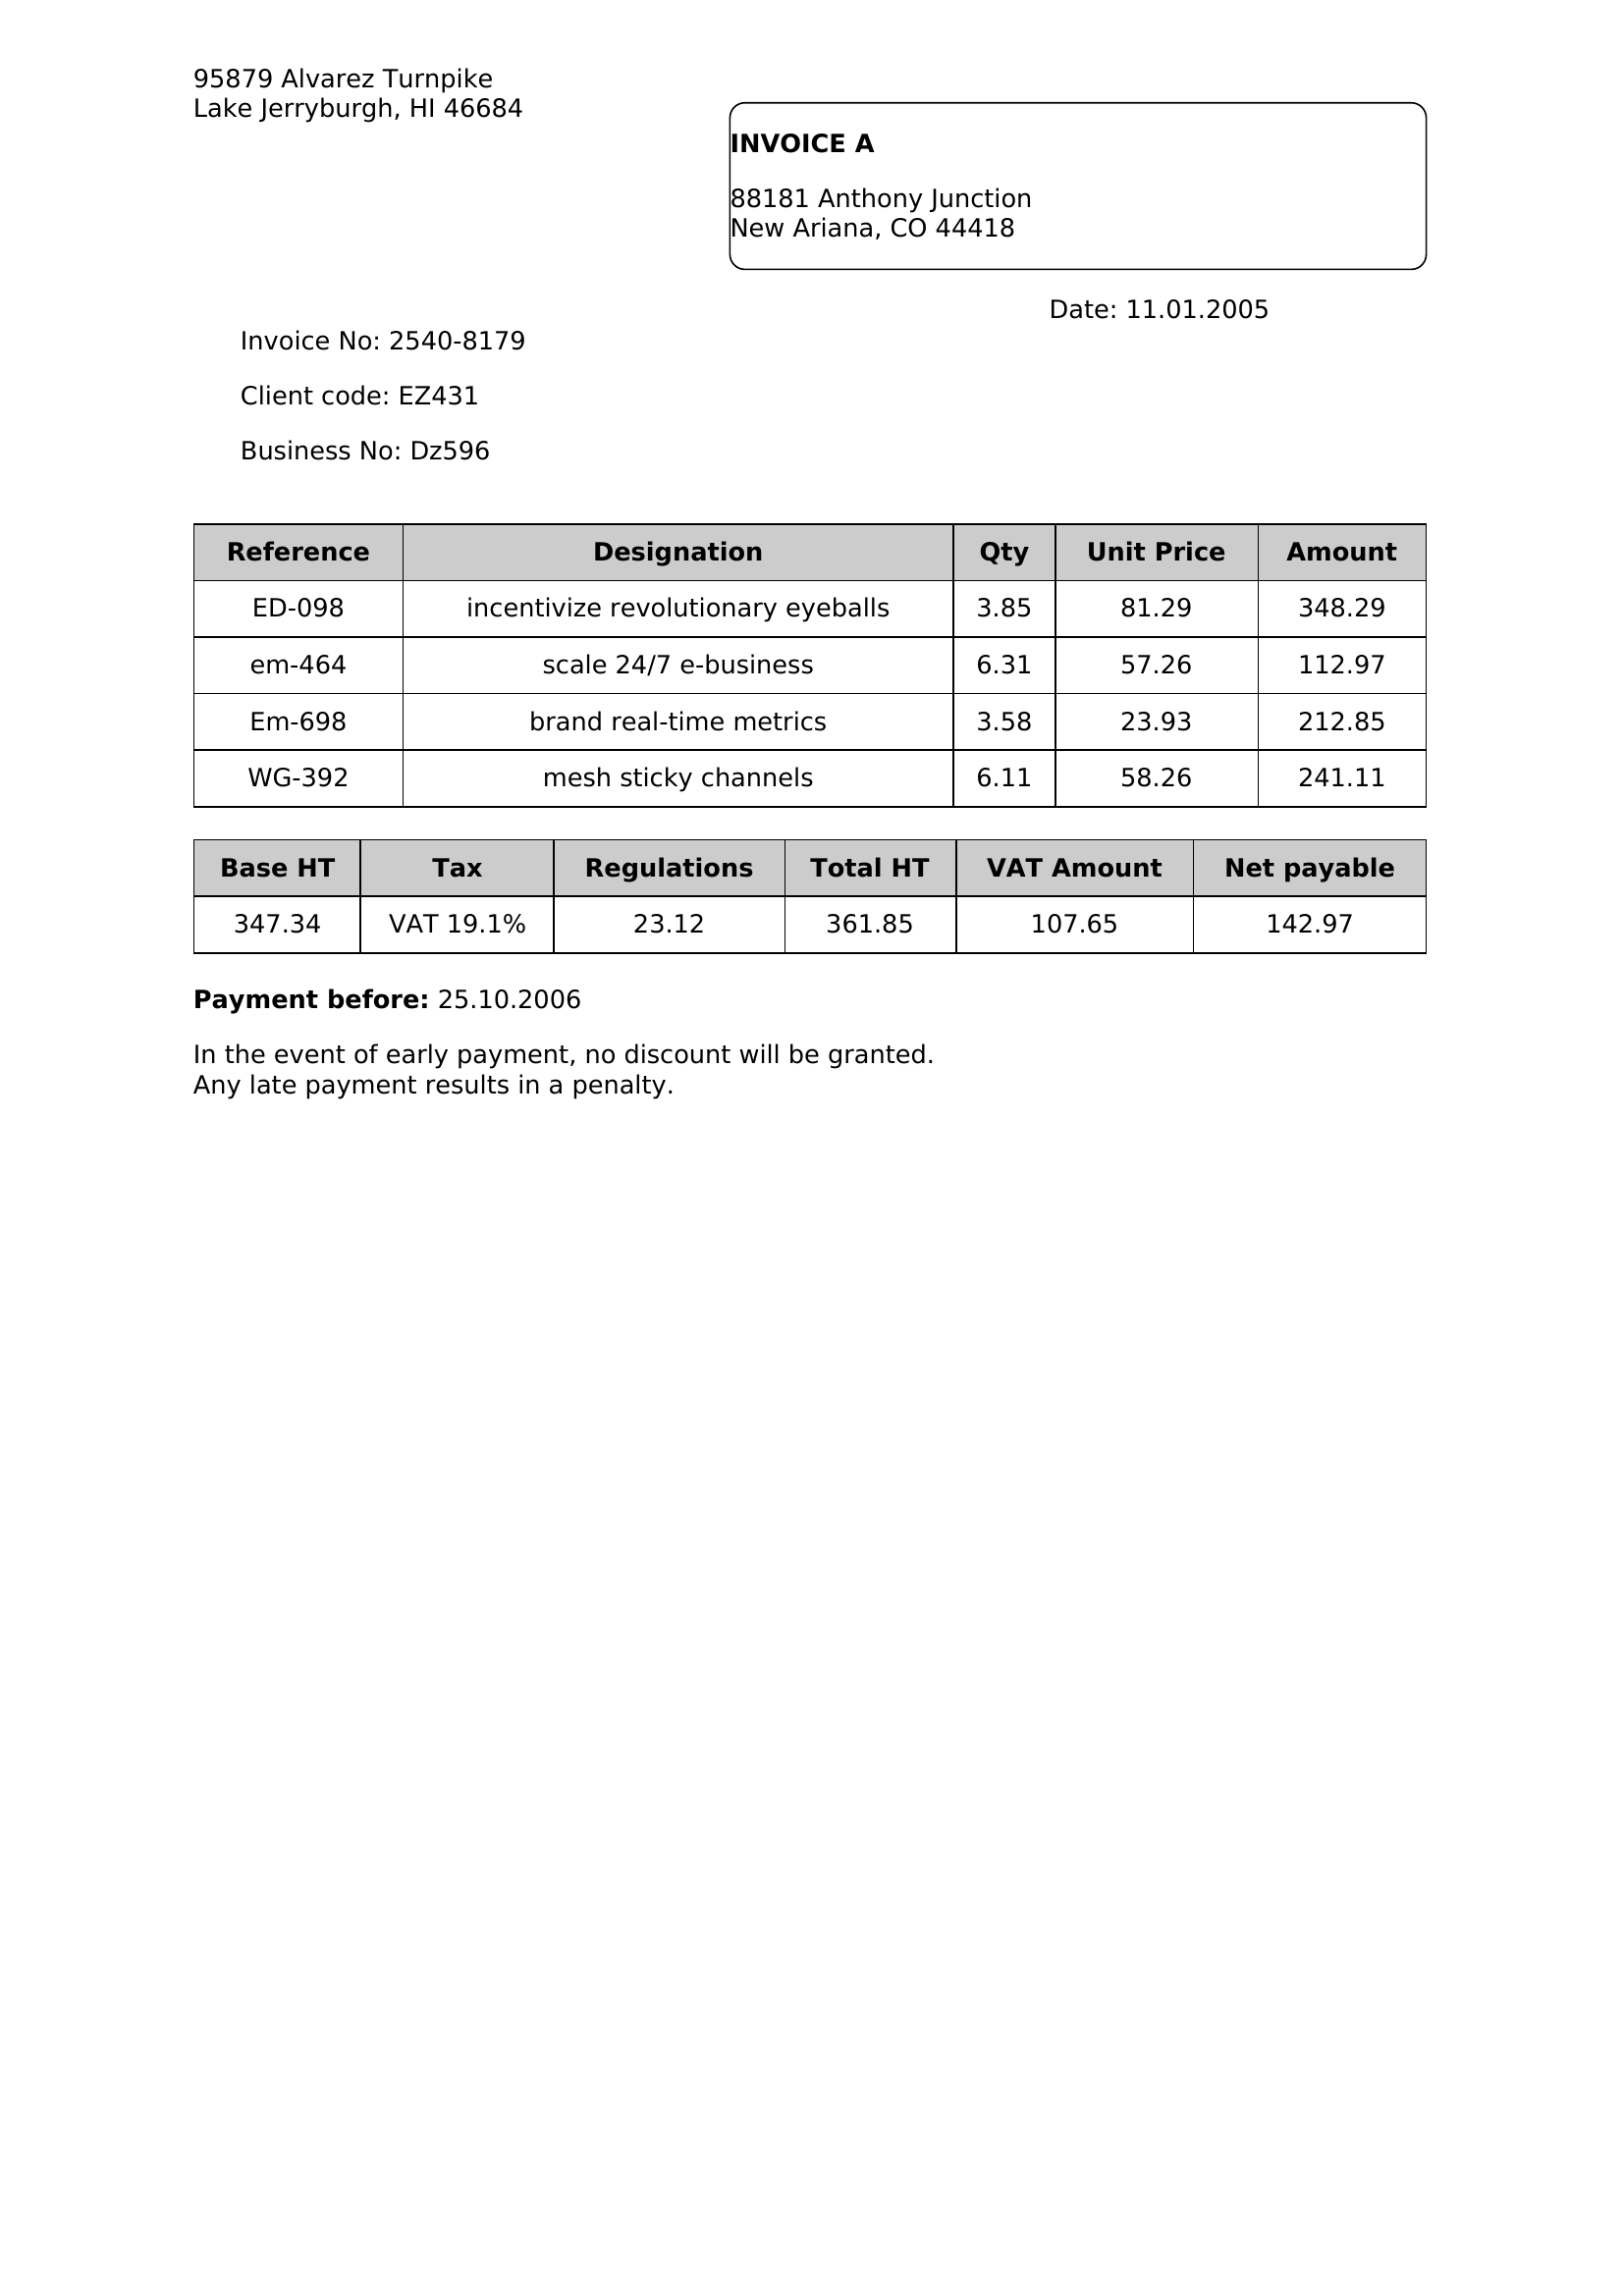 95879 Alvarez Turnpike
Lake Jerryburgh, HI 46684
INVOICE A
88181 Anthony Junction
New Ariana, CO 44418
Date: 11.01.2005
Invoice No: 2540-8179
Client code: EZ431
Business No: Dz596
Reference Designation Qty Unit Price Amount
ED-098 incentivize revolutionary eyeballs 3.85 81.29 348.29
em-464 scale 24/7 e-business 6.31 57.26 112.97
Em-698 brand real-time metrics 3.58 23.93 212.85
WG-392 mesh sticky channels 6.11 58.26 241.11
Base HT Tax Regulations Total HT VAT Amount Net payable
347.34 VAT 19.1% 23.12 361.85 107.65 142.97
Payment before: 25.10.2006
In the event of early payment, no discount will be granted.
Any late payment results in a penalty.